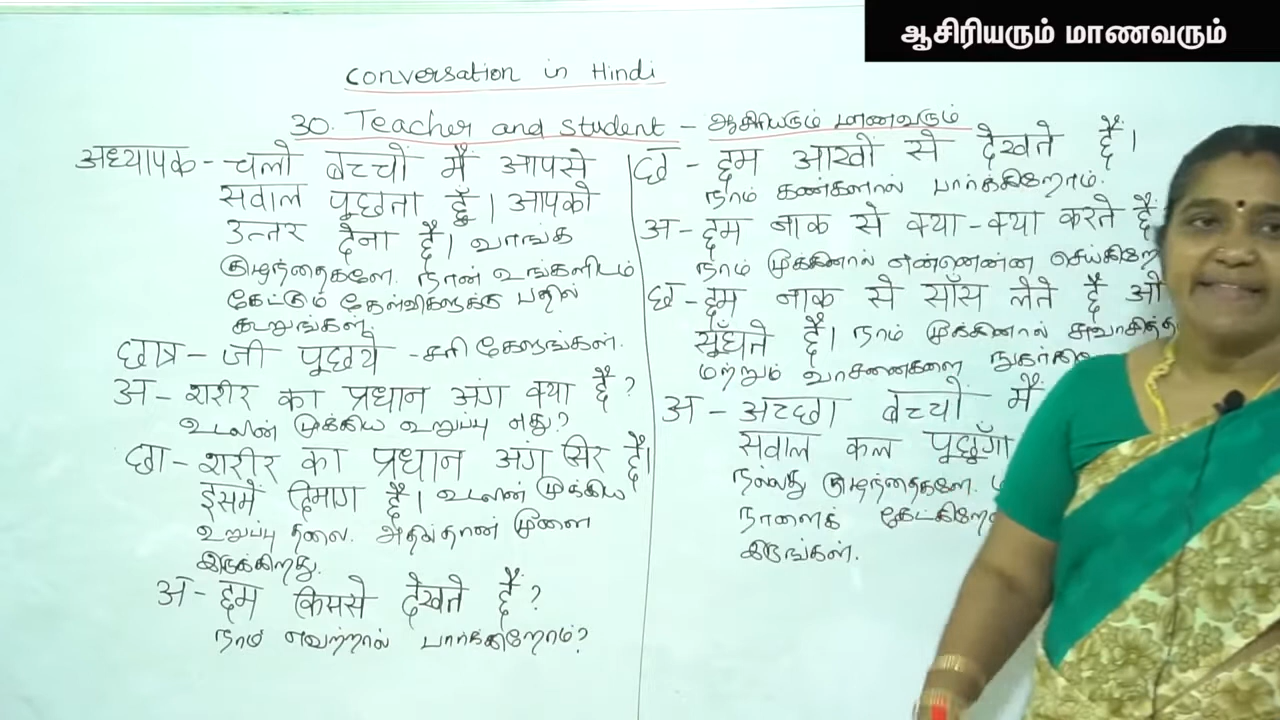 ஆசிரியரும் மாணவரும்
Conversation in Hindi
30. Teacher and student – ஆசிரியரும் மாணவரும்
अध्यापक - चलो बच्चों मैं आपसे
सवाल पूछता हूँ। आपको
उत्तर देना है। வாங்க
குழந்தைகளே. நான் உங்களிடம்
கேட்கும் கேள்விகளுக்கு பதில்
கூறுங்கள்.
छात्र - जी पूछिये - சரி கேளுங்கள்.
अ - शरीर का प्रधान अंग क्या है?
உடலின் முக்கிய உறுப்பு எது?
छा - शरीर का प्रधान अंग सिर है।
इसमें दिमाग है। உடலின் முக்கிய
உறுப்பு தலை. அதில்தான் மூளை
இருக்கிறது.
अ - हम किससे देखते हैं?
நாம் எவற்றால் பார்க்கிறோம்?
छ - हम आखों से देखते हैं।
நாம் கண்களால் பார்க்கிறோம்.
अ - हम नाक से क्या-क्या करते हैं
நாம் மூக்கினால் என்னென்ன செய்கிறோ
छ - हम नाक से साँस लेते हैं औ
सूँघते हैं। நாம் மூக்கினால் சுவாசித்த
மற்றும் வாசனைகளை நுகர்கிறோ
अ - अच्छा बच्चों मैं
सवाल कल पूछुँगा
நல்லது குழந்தைகளே.
நாளைக் கேட்கிறே
இருங்கள்.